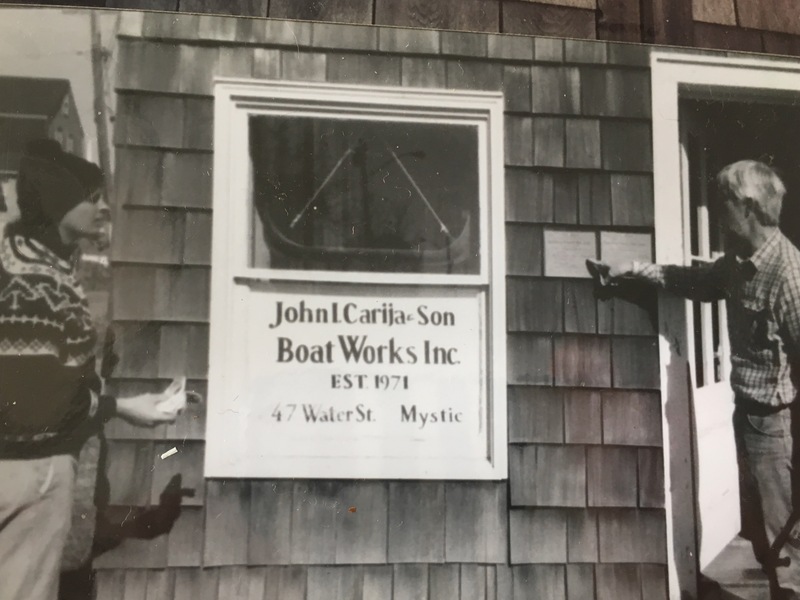 John I. Carija & Son
Boat Works Inc.
EST. 1971
47 Water St. Mystic